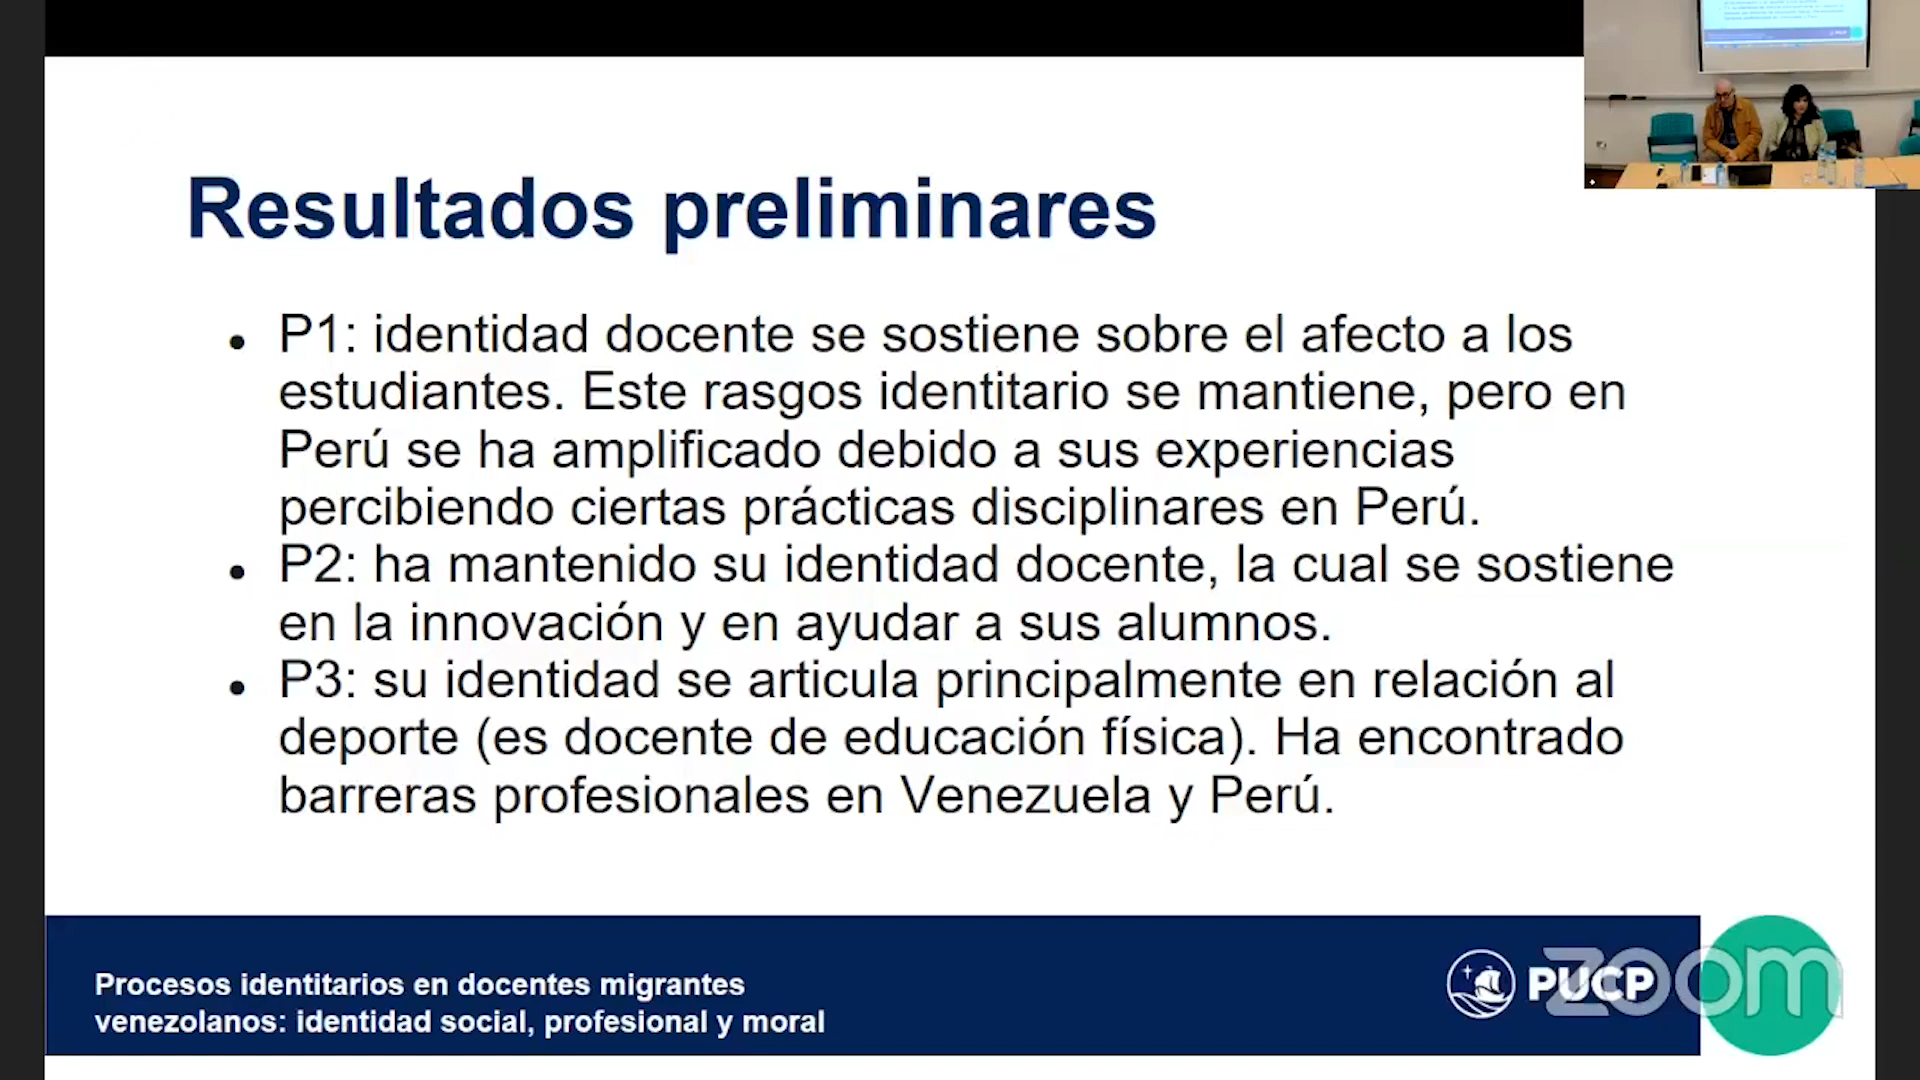 Resultados preliminares
P1: identidad docente se sostiene sobre el afecto a los
estudiantes. Este rasgos identitario se mantiene, pero en
Perú se ha amplificado debido a sus experiencias
percibiendo ciertas prácticas disciplinares en Perú.
P2: ha mantenido su identidad docente, la cual se sostiene
en la innovación y en ayudar a sus alumnos.
P3: su identidad se articula principalmente en relación al
deporte (es docente de educación física). Ha encontrado
barreras profesionales en Venezuela y Perú.
Procesos identitarios en docentes migrantes
venezolanos: identidad social, profesional y moral
PUCP
zoom